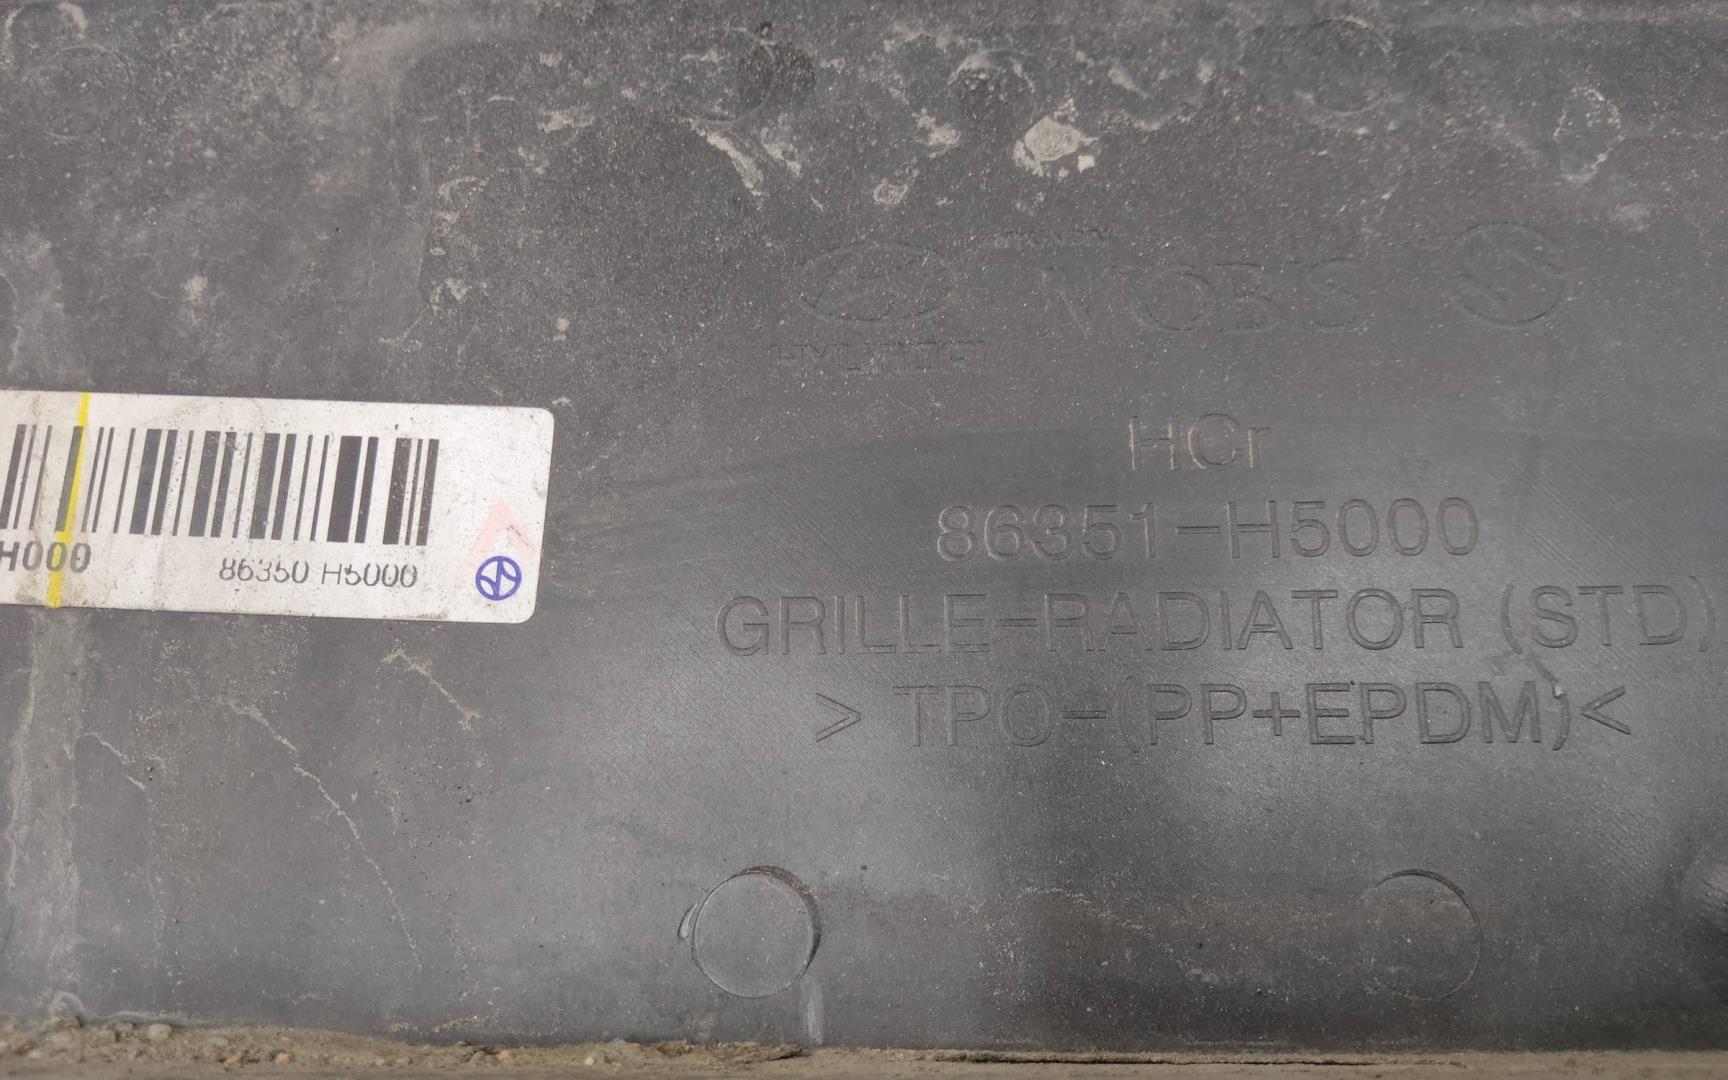 MOBIS
HYUNDAI
HCr
86351-H5000
GRILLE-RADIATOR (STD)
> TPO-(PP+EPDM)<
H000
86350 H5000